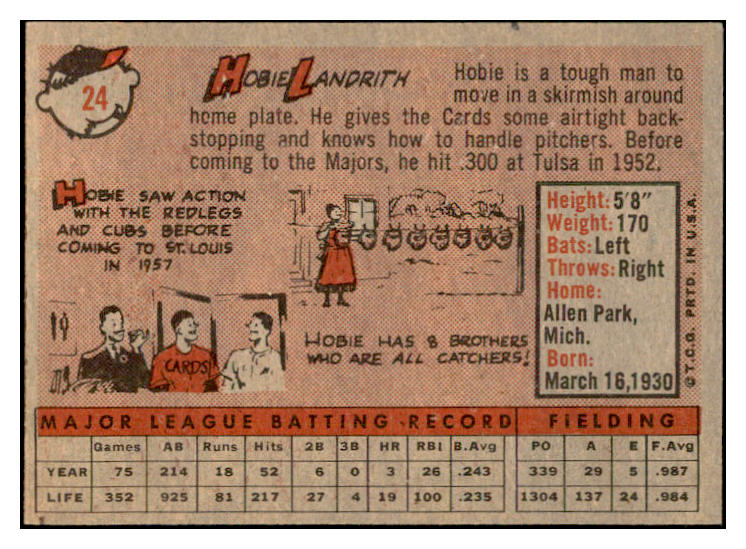 24
HOBIE LANDRITH
Hobie is a tough man to
move in a skirmish around
home plate. He gives the Cards some airtight back-
stopping and knows how to handle pitchers. Before
coming to the Majors, he hit .300 at Tulsa in 1952.
HOBIE SAW ACTION
WITH THE REDLEGS
AND CUBS BEFORE
COMING TO ST. LOUIS
IN 1957
CARDS
HOBIE HAS 8 BROTHERS
WHO ARE ALL CATCHERS!
Height: 5'8"
Weight: 170
Bats: Left
Throws: Right
Home:
Allen Park,
Mich.
Born:
March 16, 1930
© T.C.G. PRTD. IN U.S.A.
MAJOR LEAGUE BATTING RECORD FIELDING
Games AB Runs Hits 2B 3B HR RBI B.Avg PO A E F.Avg
YEAR 75 214 18 52 6 0 3 26 .243 339 29 5 .987
LIFE 352 925 81 217 27 4 19 100 .235 1304 137 24 .984